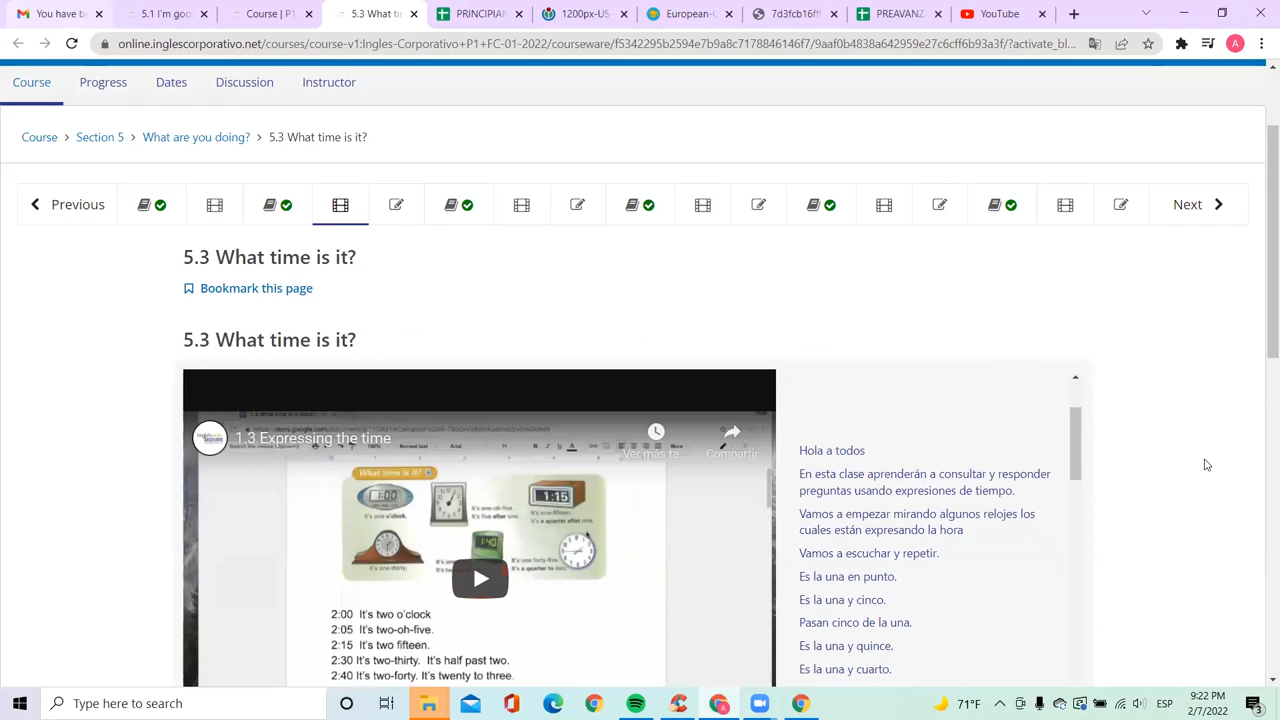 5.1 I'm goo
Course | P1
5.3 What ti
PRINCIPIAN
1200px-US
European-C
7d3fcb16ff
PREAVANZ
YouTube
online.inglescorporativo.net/courses/course-v1:Ingles-Corporativo+P1+FC-01-2022/courseware/f5342295b2594e7b9a8c7178846146f7/9aaf0b4838a642959e27c6cff6b93a3f/?activate_bl...
A
Course Progress Dates Discussion Instructor
Course > Section 5 > What are you doing? > 5.3 What time is it?
Previous
Next
5.3 What time is it?
Bookmark this page
5.3 What time is it?
1.3 Expressing the time
Ver más ta...
Compartir
What time is it?
1:00
1:15
It's one o'clock.
It's one-oh-five.
It's five after one.
It's one fifteen.
It's a quarter after one.
1:40
It's one-thirty.
It's one forty-five.
2:00 It's two o'clock
2:05 It's two-oh-five.
2:15 It's two fifteen.
2:30 It's two-thirty. It's half past two.
2:40 It's two-forty. It's twenty to three.
Hola a todos
En esta clase aprenderán a consultar y responder
preguntas usando expresiones de tiempo.
Vamos a empezar mirando algunos relojes los
cuales están expresando la hora
Vamos a escuchar y repetir.
Es la una en punto.
Es la una y cinco.
Pasan cinco de la una.
Es la una y quince.
Es la una y cuarto.
Type here to search
71°F
ESP
9:22 PM
2/7/2022
3